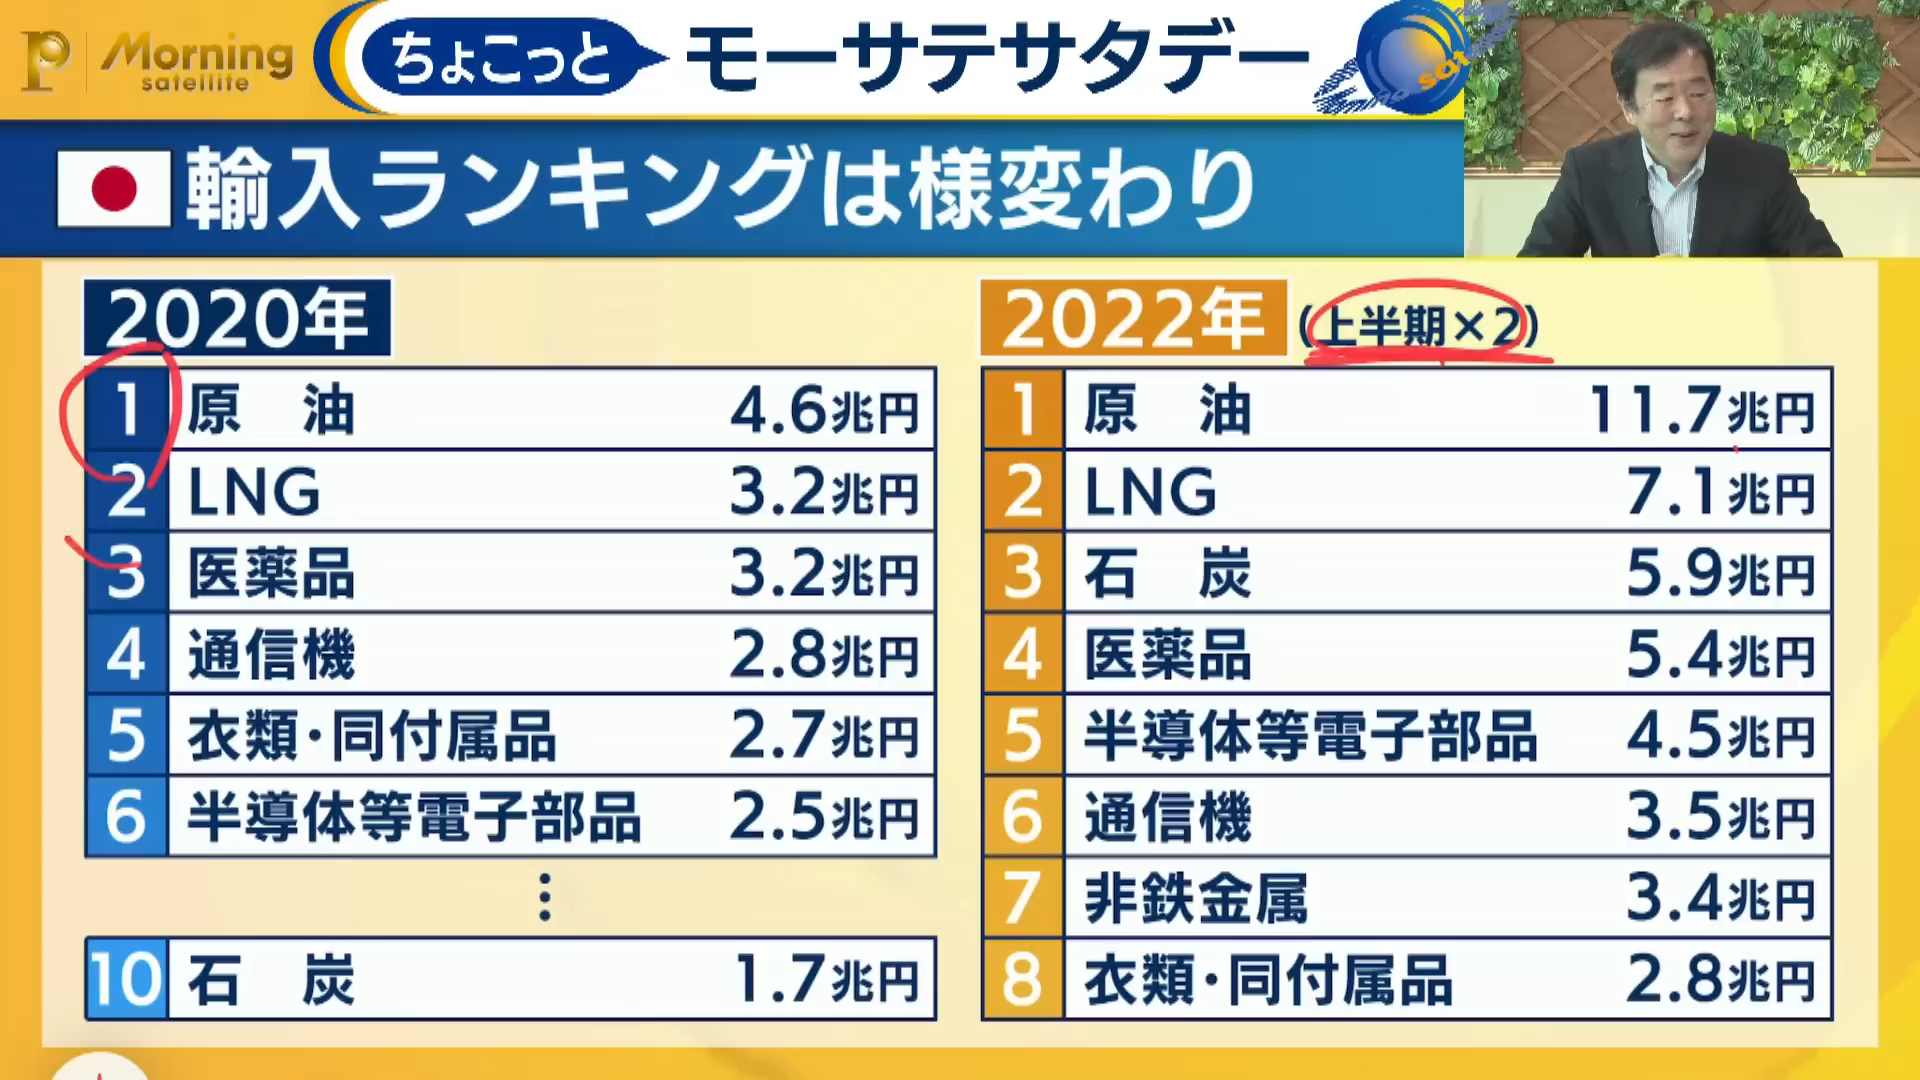 Morning
satellite
ちょこっと モーサテサタデー
輸入ランキングは様変わり
2020年
1 原 油 4.6兆円
2 LNG 3.2兆円
3 医薬品 3.2兆円
4 通信機 2.8兆円
5 衣類・同付属品 2.7兆円
6 半導体等電子部品 2.5兆円
⋮
10 石 炭 1.7兆円
2022年 (上半期×2)
1 原 油 11.7兆円
2 LNG 7.1兆円
3 石 炭 5.9兆円
4 医薬品 5.4兆円
5 半導体等電子部品 4.5兆円
6 通信機 3.5兆円
7 非鉄金属 3.4兆円
8 衣類・同付属品 2.8兆円